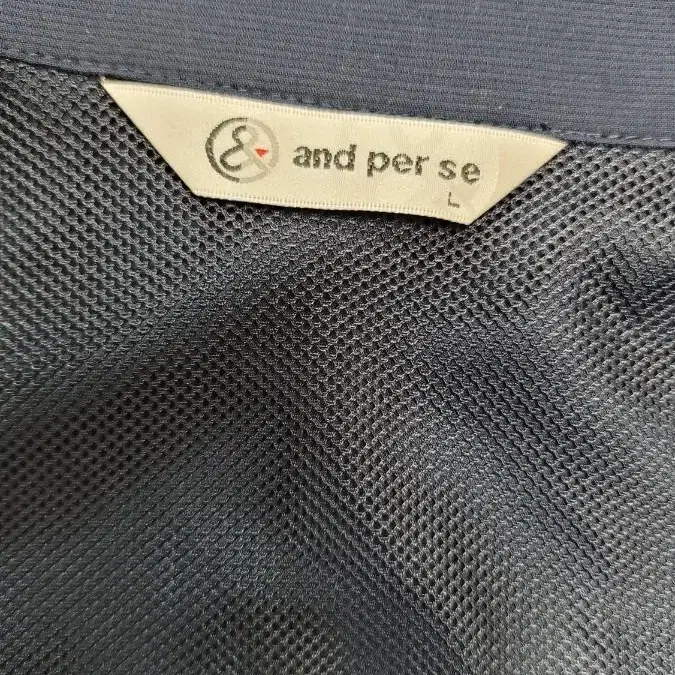 & and per se
L